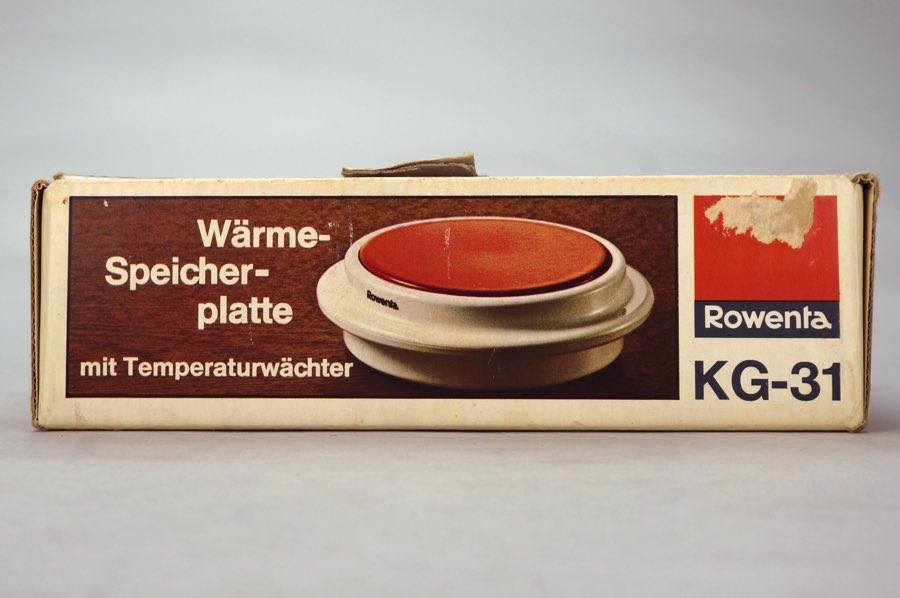 Wärme-
Speicher-
platte
mit Temperaturwächter
Rowenta
Rowenta
KG-31